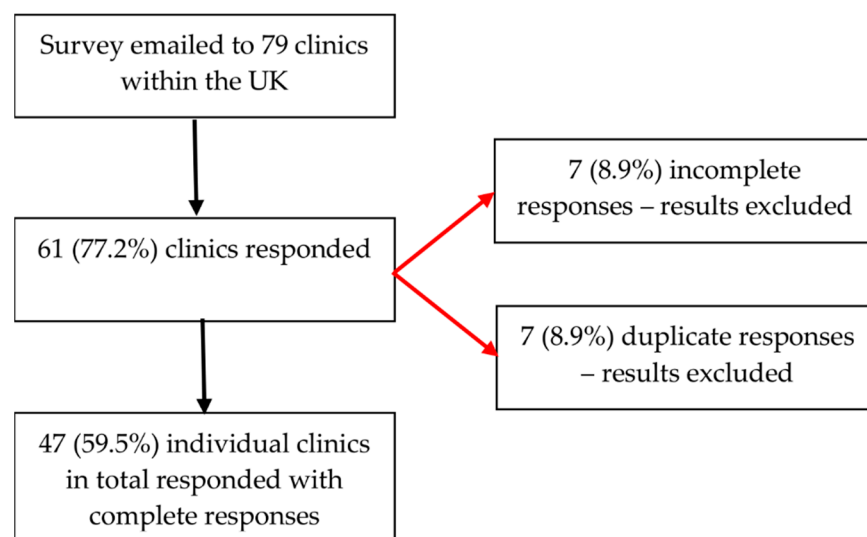 Survey emailed to 79 clinics
within the UK
7 (8.9%) incomplete
responses – results excluded
61 (77.2%) clinics responded
7 (8.9%) duplicate responses
– results excluded
47 (59.5%) individual clinics
in total responded with
complete responses